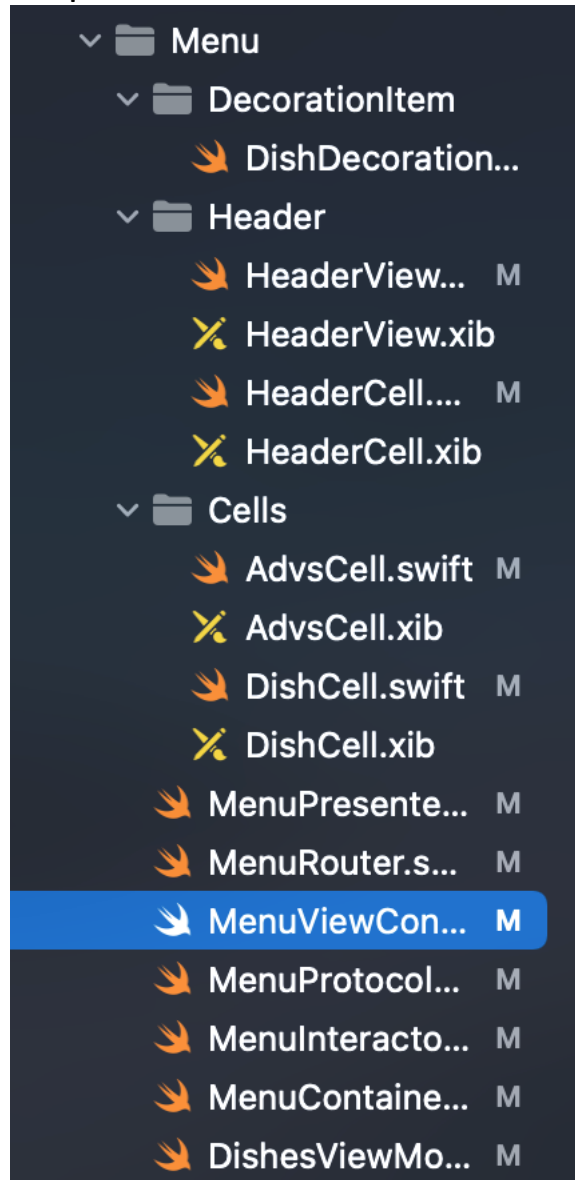 Menu
DecorationItem
DishDecoration...
Header
HeaderView... M
HeaderView.xib
HeaderCell.... M
HeaderCell.xib
Cells
AdvsCell.swift M
AdvsCell.xib
DishCell.swift M
DishCell.xib
MenuPresente... M
MenuRouter.s... M
MenuViewCon... M
MenuProtocol... M
MenuInteracto... M
MenuContaine... M
DishesViewMo... M